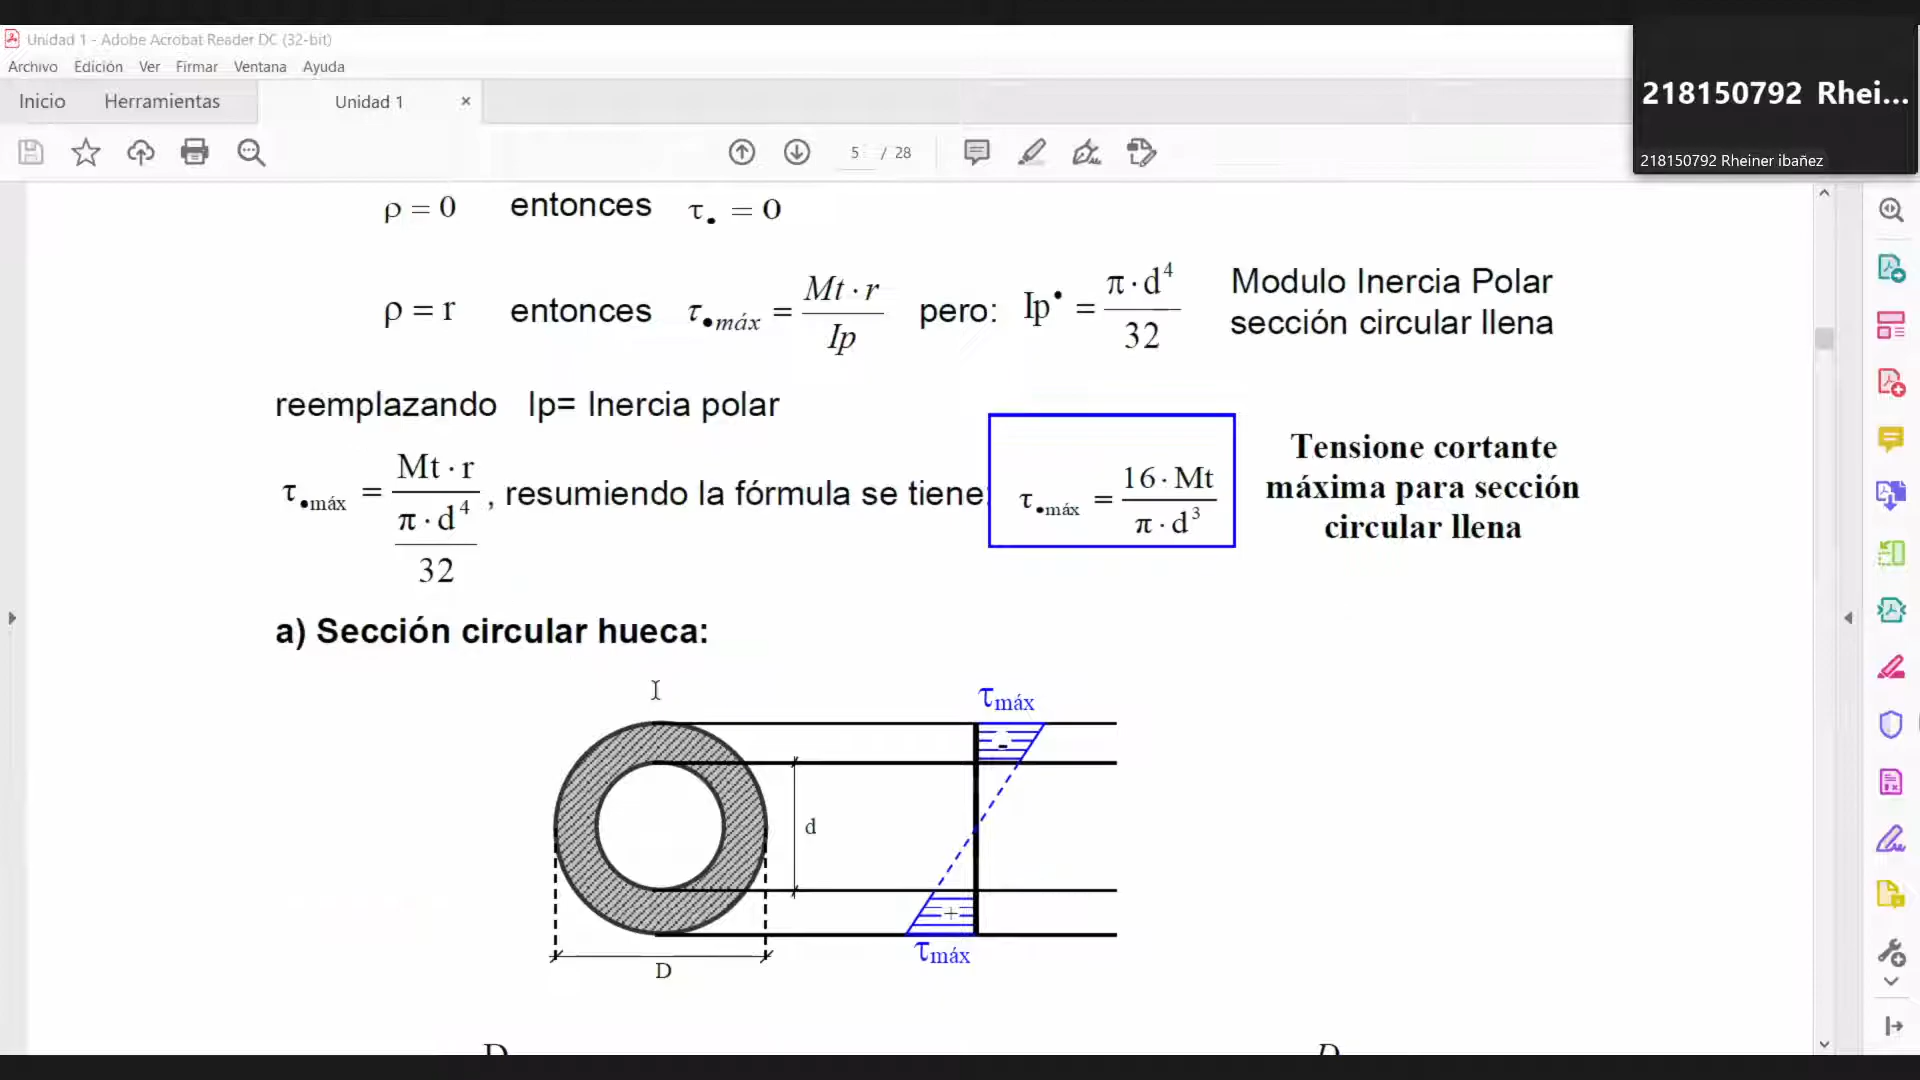 Unidad 1 - Adobe Acrobat Reader DC (32-bit)
Archivo Edición Ver Firmar Ventana Ayuda
Inicio Herramientas Unidad 1 ×
5 / 28
218150792 Rhei...
218150792 Rheiner ibañez
ρ = 0 entonces τ• = 0
ρ = r entonces τ•máx = Mt · r / Ip pero: Ip• = π · d⁴ / 32 Modulo Inercia Polar
sección circular llena
reemplazando Ip= Inercia polar
τ•máx = Mt · r / (π · d⁴ / 32) , resumiendo la fórmula se tiene: τ•máx = 16 · Mt / π · d³
Tensione cortante
máxima para sección
circular llena
a) Sección circular hueca:
τmáx
-
d
+
τmáx
D